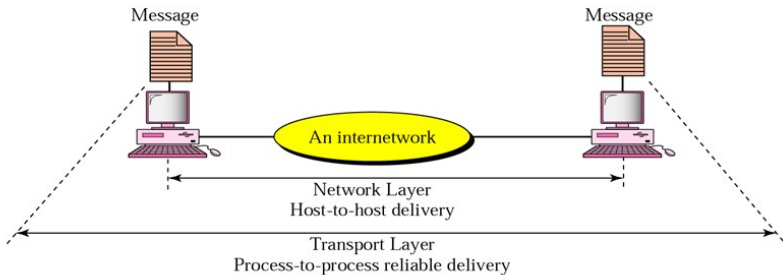 Message
Message
An internetwork
Network Layer
Host-to-host delivery
Transport Layer
Process-to-process reliable delivery